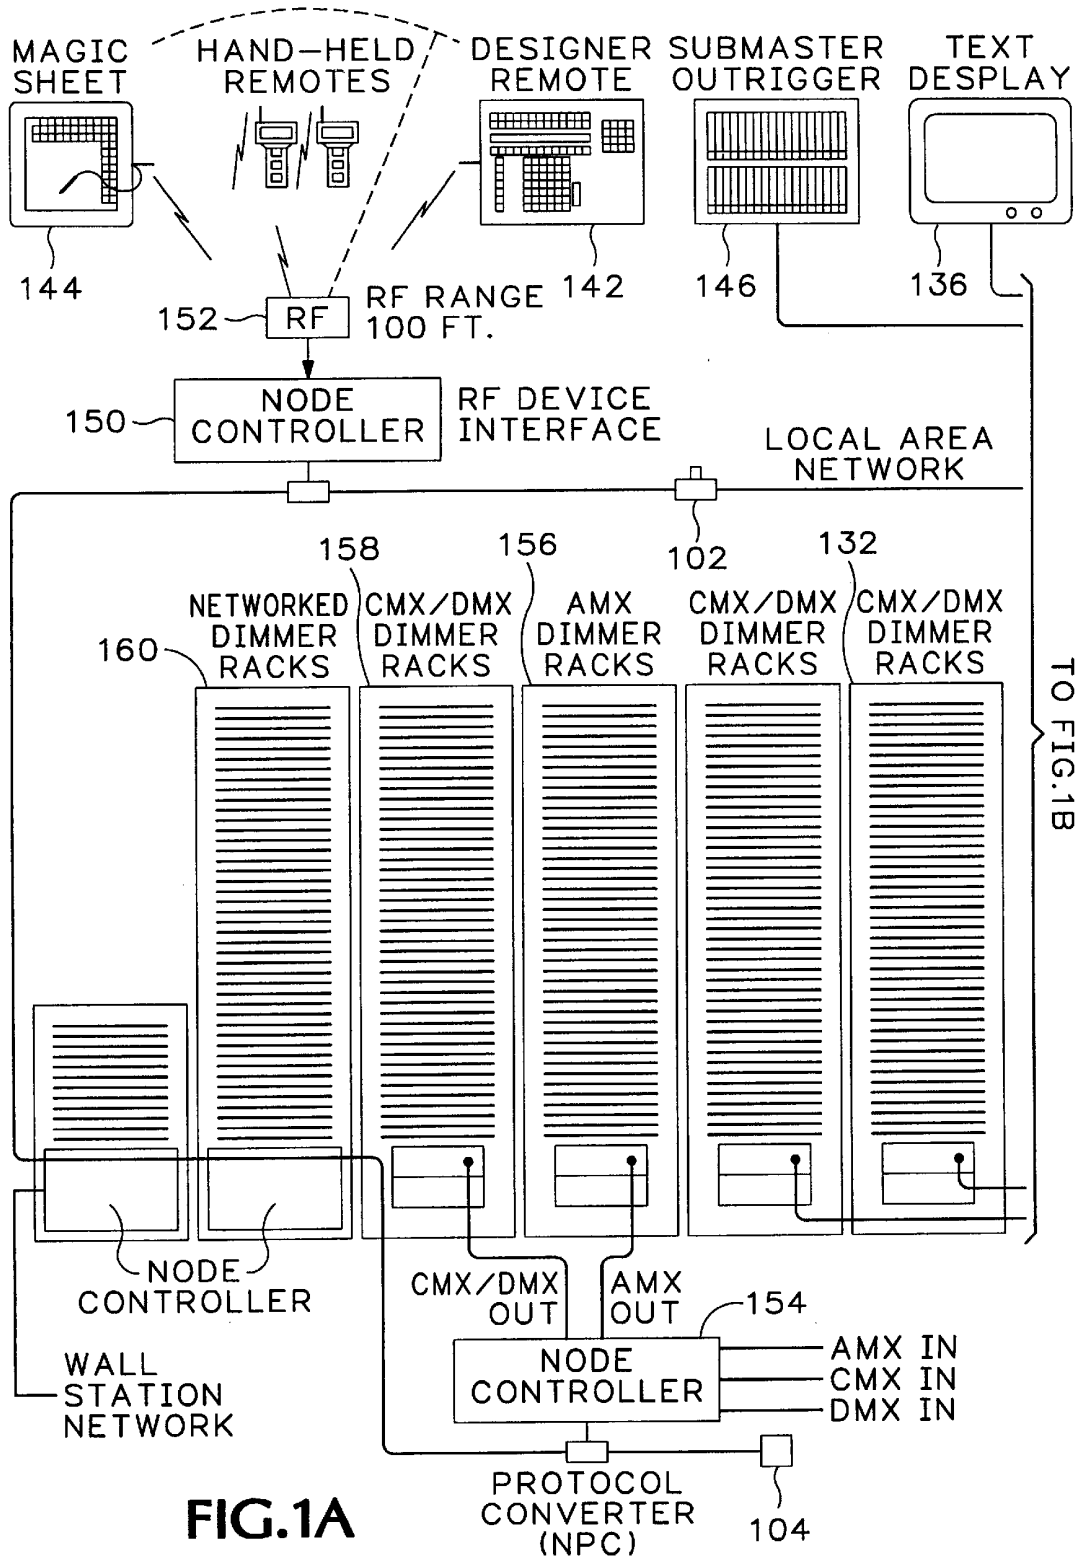 MAGIC
SHEET
HAND-HELD
REMOTES
DESIGNER
REMOTE
SUBMASTER
OUTRIGGER
TEXT
DESPLAY
144
152
RF
RF RANGE
100 FT.
142
146
136
150
NODE
CONTROLLER
RF DEVICE
INTERFACE
LOCAL AREA
NETWORK
102
160
NETWORKED
DIMMER
RACKS
158
CMX/DMX
DIMMER
RACKS
156
AMX
DIMMER
RACKS
CMX/DMX
DIMMER
RACKS
132
CMX/DMX
DIMMER
RACKS
TO FIG.1B
NODE
CONTROLLER
CMX/DMX
OUT
AMX
OUT
154
NODE
CONTROLLER
AMX IN
CMX IN
DMX IN
WALL
STATION
NETWORK
PROTOCOL
CONVERTER
(NPC)
104
FIG.1A